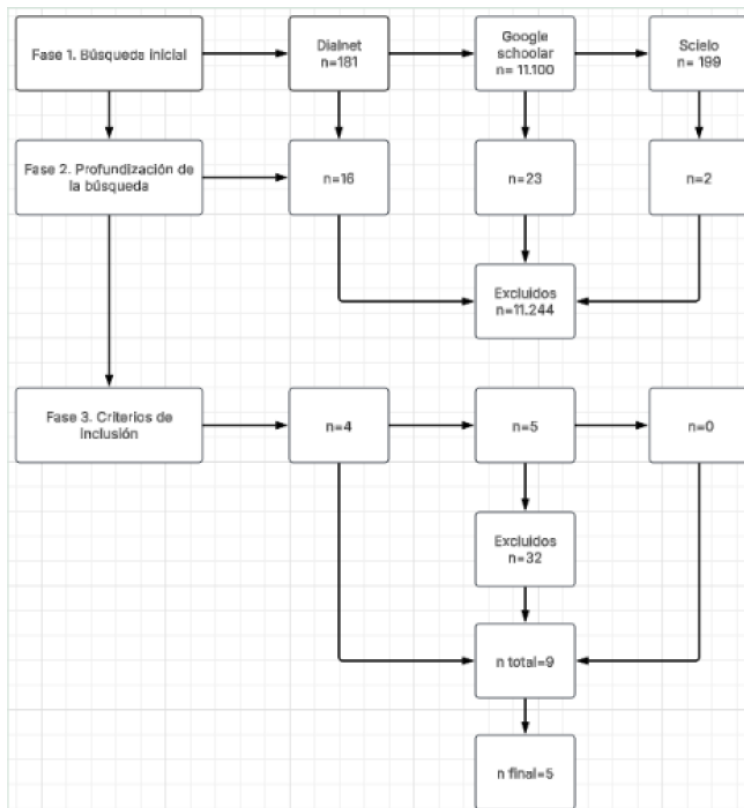 Fase 1. Búsqueda inicial
Dialnet
n=181
Google
schoolar
n= 11.100
Scielo
n= 199
Fase 2. Profundización de
la búsqueda
n=16
n=23
n=2
Excluidos
n=11.244
Fase 3. Criterios de
inclusión
n=4
n=5
n=0
Excluidos
n=32
n total=9
n final=5